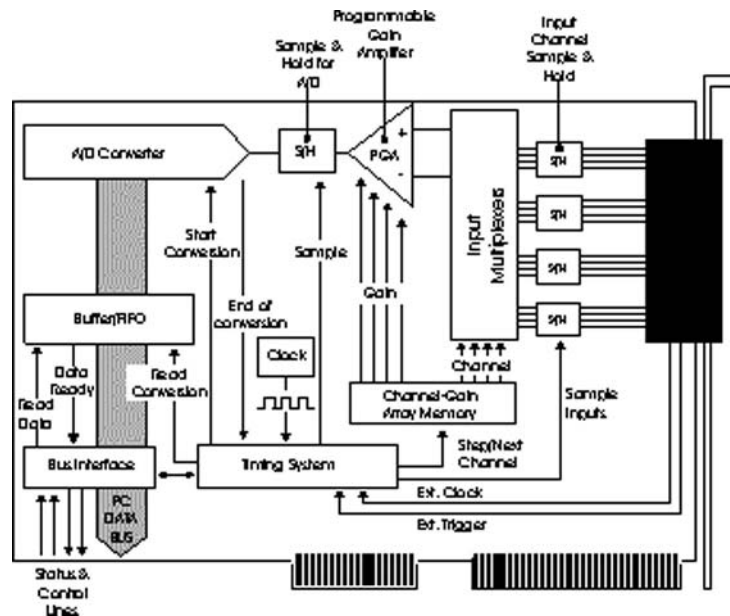 Programmable
Gain
Amplifier
Sample &
Hold for
A/D
Input
Channel
Sample &
Hold
A/D Converter
S/H
PGA
+
-
Input
Multiplexers
S/H
S/H
S/H
S/H
Start
Conversion
Sample
End of
conversion
Gain
Buffer/FIFO
Clock
Channel
Data
Ready
Read
Data
Read
Conversion
Channel-Gain
Array Memory
Sample
Inputs
Bus Interface
Timing System
Step/Next
Channel
Ext. Clock
Ext. Trigger
PC
DATA
BUS
Status &
Control
Lines